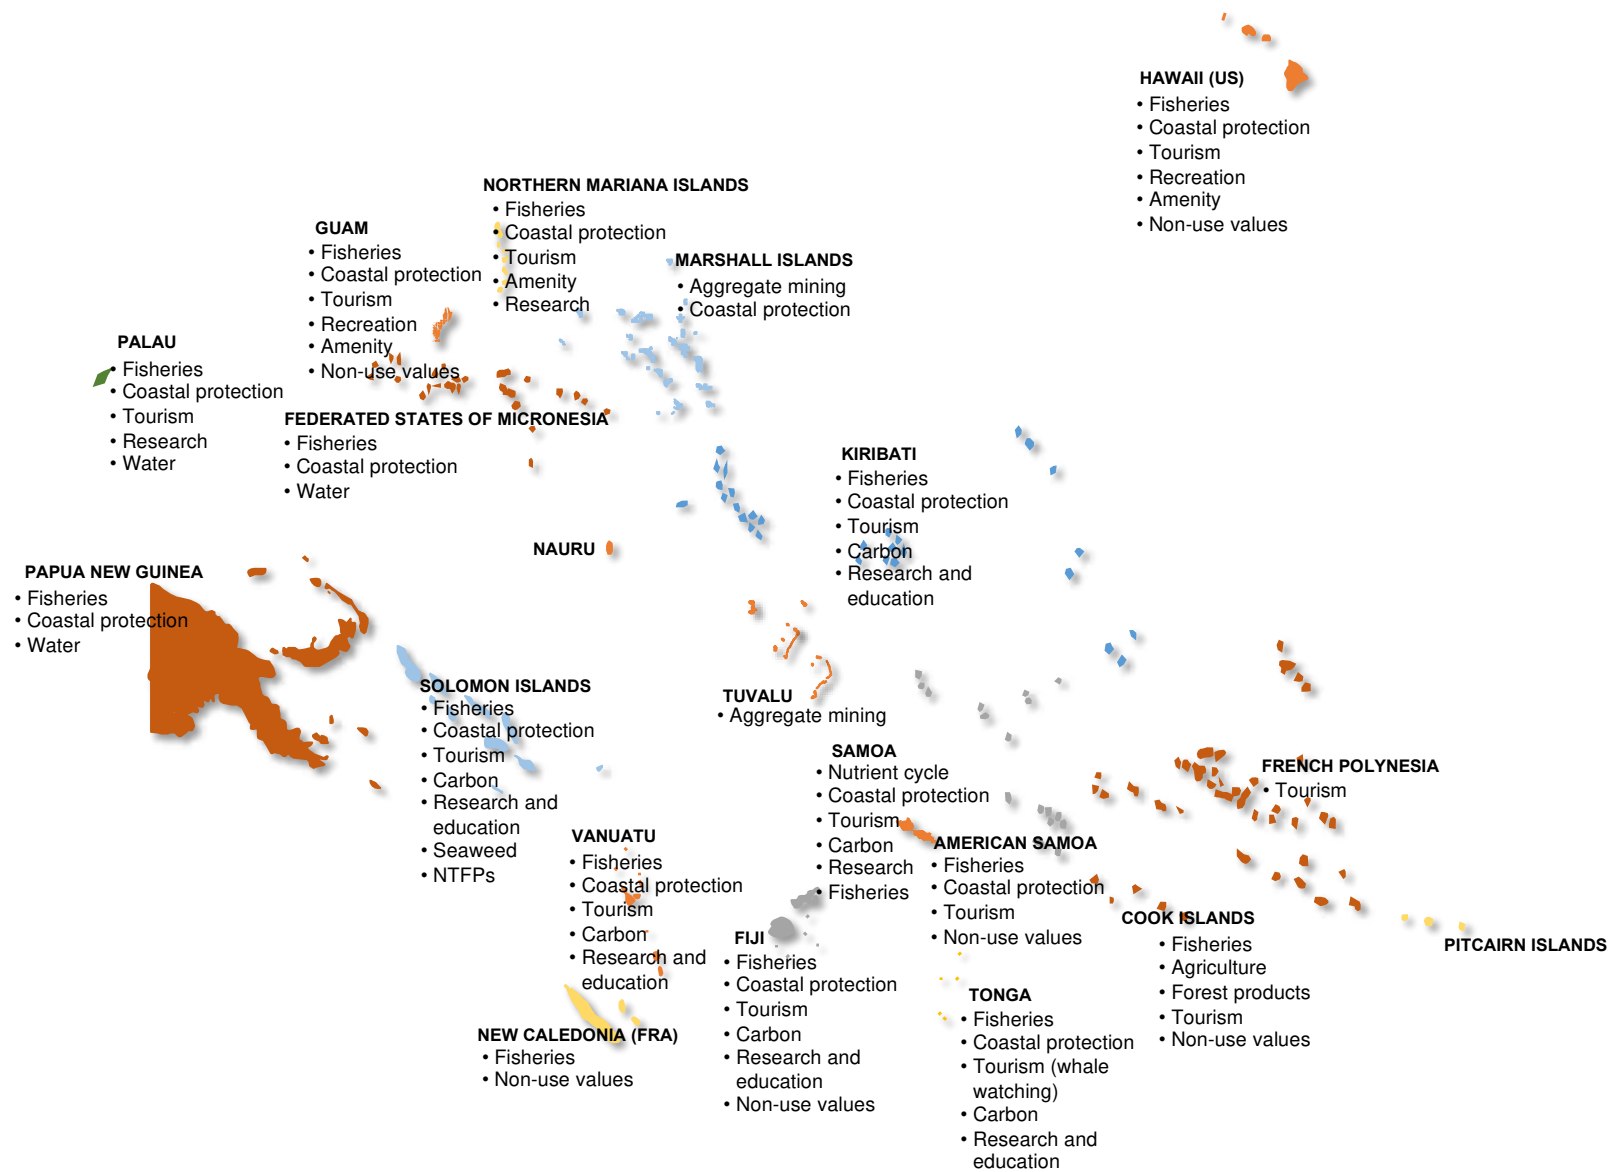 HAWAII (US)
• Fisheries
• Coastal protection
• Tourism
• Recreation
• Amenity
• Non-use values
NORTHERN MARIANA ISLANDS
• Fisheries
• Coastal protection
• Tourism
• Amenity
• Research
GUAM
• Fisheries
• Coastal protection
• Tourism
• Recreation
• Amenity
• Non-use values
MARSHALL ISLANDS
• Aggregate mining
• Coastal protection
PALAU
• Fisheries
• Coastal protection
• Tourism
• Research
• Water
FEDERATED STATES OF MICRONESIA
• Fisheries
• Coastal protection
• Water
KIRIBATI
• Fisheries
• Coastal protection
• Tourism
• Carbon
• Research and
education
NAURU
PAPUA NEW GUINEA
• Fisheries
• Coastal protection
• Water
SOLOMON ISLANDS
• Fisheries
• Coastal protection
• Tourism
• Carbon
• Research and
education
• Seaweed
• NTFPs
TUVALU
• Aggregate mining
SAMOA
• Nutrient cycle
• Coastal protection
• Tourism
• Carbon
• Research
• Fisheries
FRENCH POLYNESIA
• Tourism
VANUATU
• Fisheries
• Coastal protection
• Tourism
• Carbon
• Research and
education
AMERICAN SAMOA
• Fisheries
• Coastal protection
• Tourism
• Non-use values
COOK ISLANDS
• Fisheries
• Agriculture
• Forest products
• Tourism
• Non-use values
PITCAIRN ISLANDS
FIJI
• Fisheries
• Coastal protection
• Tourism
• Carbon
• Research and
education
• Non-use values
TONGA
• Fisheries
• Coastal protection
• Tourism (whale
watching)
• Carbon
• Research and
education
NEW CALEDONIA (FRA)
• Fisheries
• Non-use values